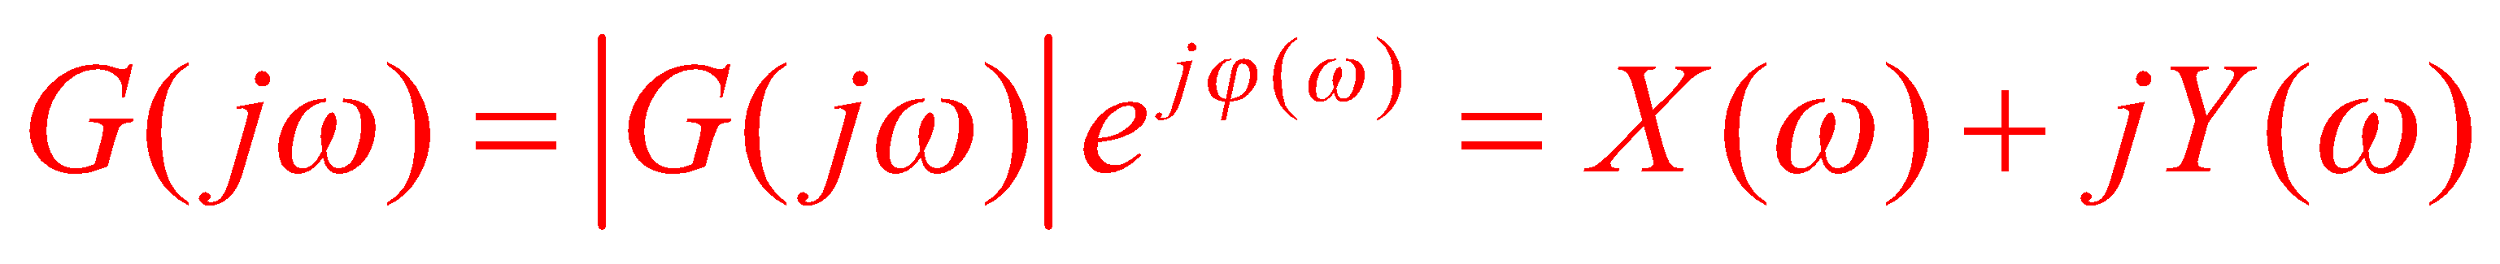 G(jω) = |G(jω)| e^{jφ(ω)} = X(ω) + jY(ω)